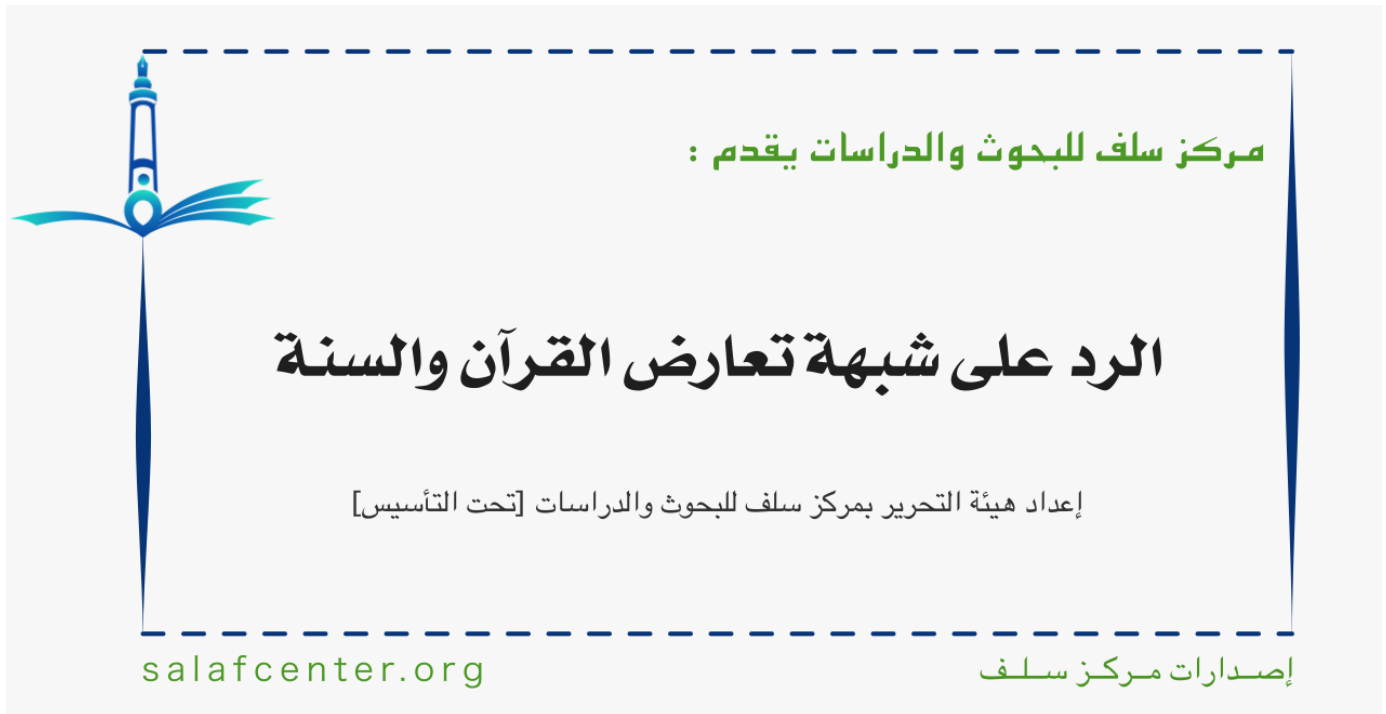 مركز سلف للبحوث والدراسات يقدم :
الرد على شبهة تعارض القرآن والسنة
إعداد هيئة التحرير بمركز سلف للبحوث والدراسات [تحت التأسيس]
إصدارات مركز سلف
salafcenter.org